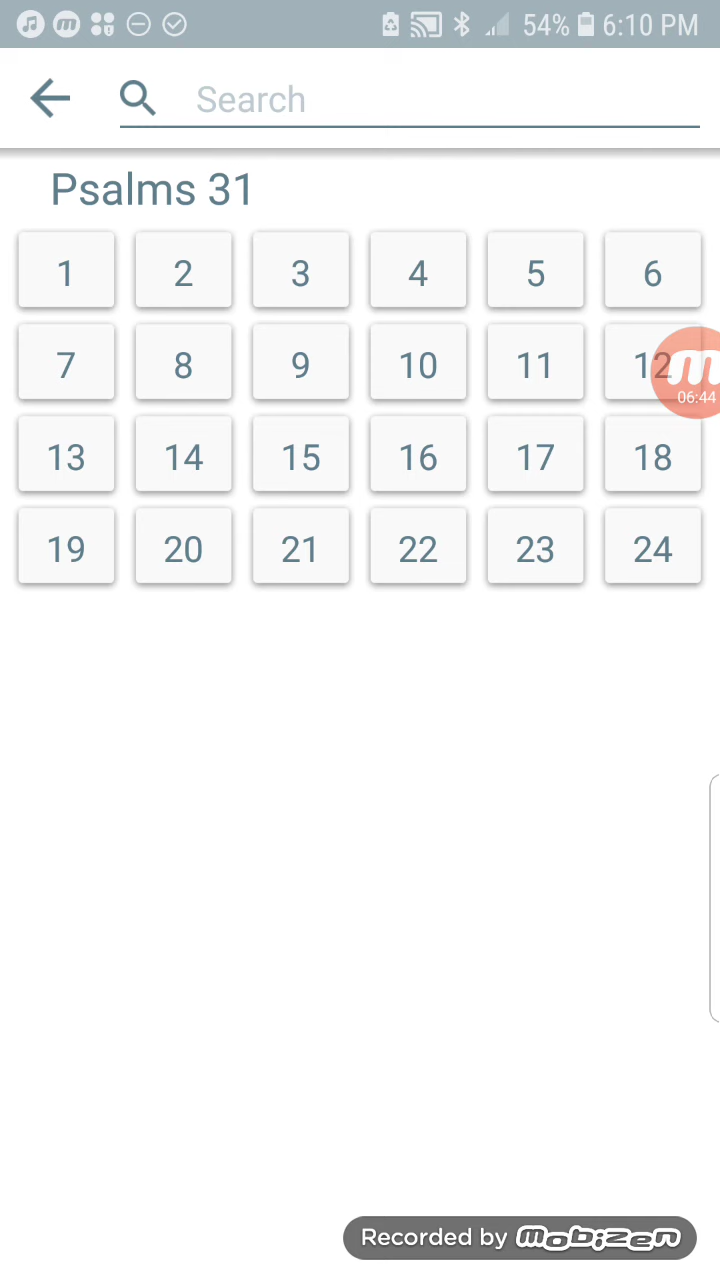 54% 6:10 PM
Search
Psalms 31
1 2 3 4 5 6
7 8 9 10 11 12
06:44
13 14 15 16 17 18
19 20 21 22 23 24
Recorded by mobizen